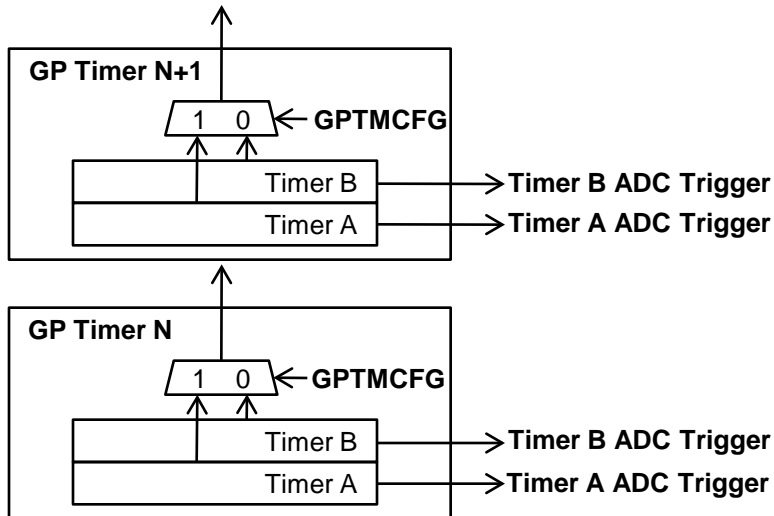 GP Timer N+1
1 0
GPTMCFG
Timer B
Timer B ADC Trigger
Timer A
Timer A ADC Trigger
GP Timer N
1 0
GPTMCFG
Timer B
Timer B ADC Trigger
Timer A
Timer A ADC Trigger